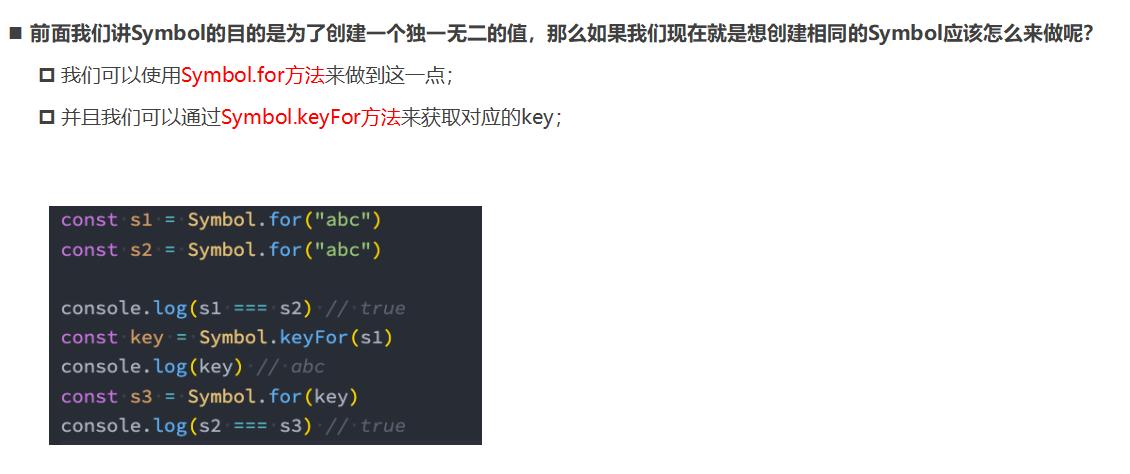 前面我们讲Symbol的目的是为了创建一个独一无二的值，那么如果我们现在就是想创建相同的Symbol应该怎么来做呢？
我们可以使用Symbol.for方法来做到这一点；
并且我们可以通过Symbol.keyFor方法来获取对应的key；
const s1 = Symbol.for("abc")
const s2 = Symbol.for("abc")
console.log(s1 === s2) // true
const key = Symbol.keyFor(s1)
console.log(key) // abc
const s3 = Symbol.for(key)
console.log(s2 === s3) // true